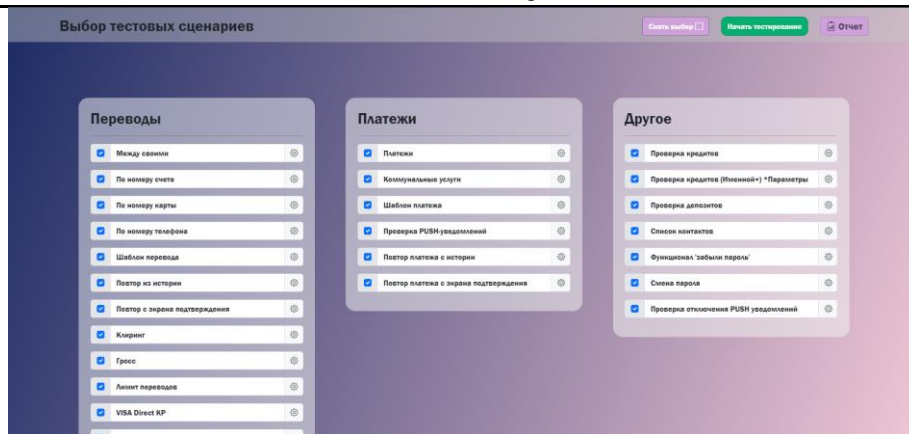 Выбор тестовых сценариев
Снять выбор
Начать тестирование
Отчет
Переводы
Между своими
По номеру счета
По номеру карты
По номеру телефона
Шаблон перевода
Повтор из истории
Повтор с экрана подтверждения
Клиринг
Гросс
Лимит переводов
VISA Direct KP
Платежи
Платежи
Коммунальные услуги
Шаблон платежа
Проверка PUSH-уведомлений
Повтор платежа с истории
Повтор платежа с экрана подтверждения
Другое
Проверка кредитов
Проверка кредитов (Именной+) *Параметры
Проверка депозитов
Список контактов
Функционал 'забыли пароль'
Смена пароля
Проверка отключения PUSH уведомлений